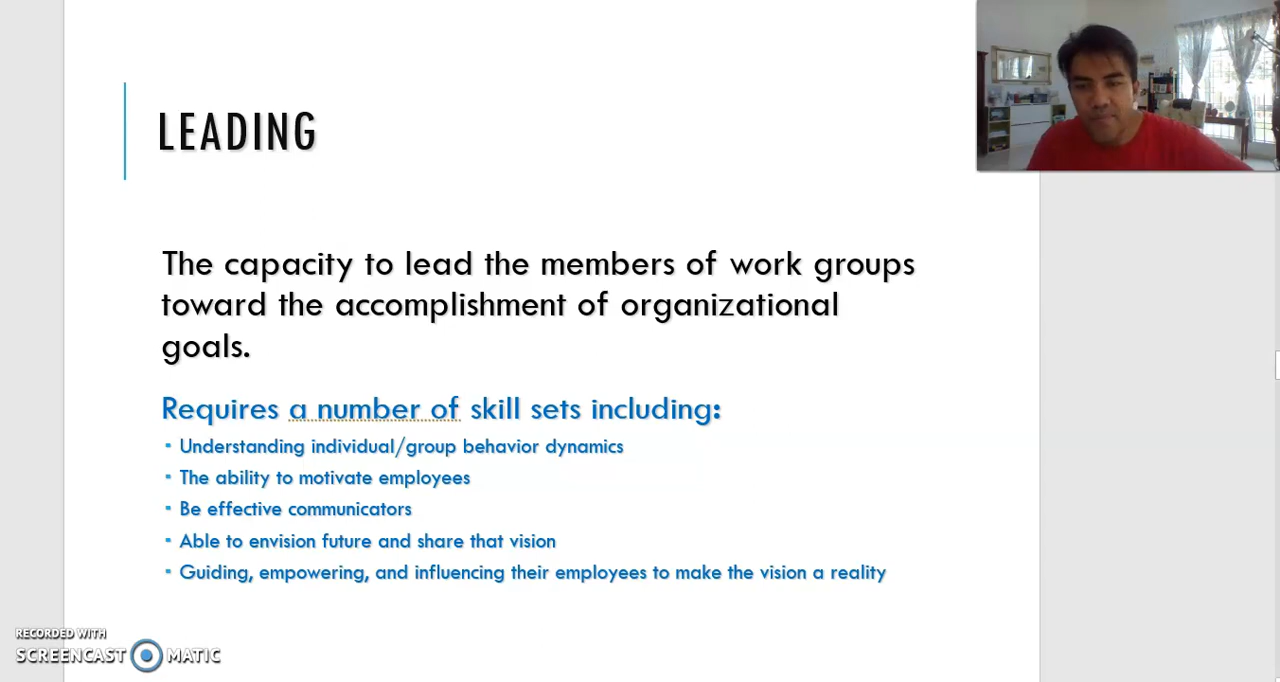 LEADING
The capacity to lead the members of work groups
toward the accomplishment of organizational
goals.
Requires a number of skill sets including:
▪ Understanding individual/group behavior dynamics
▪ The ability to motivate employees
▪ Be effective communicators
▪ Able to envision future and share that vision
▪ Guiding, empowering, and influencing their employees to make the vision a reality
RECORDED WITH
SCREENCAST MATIC